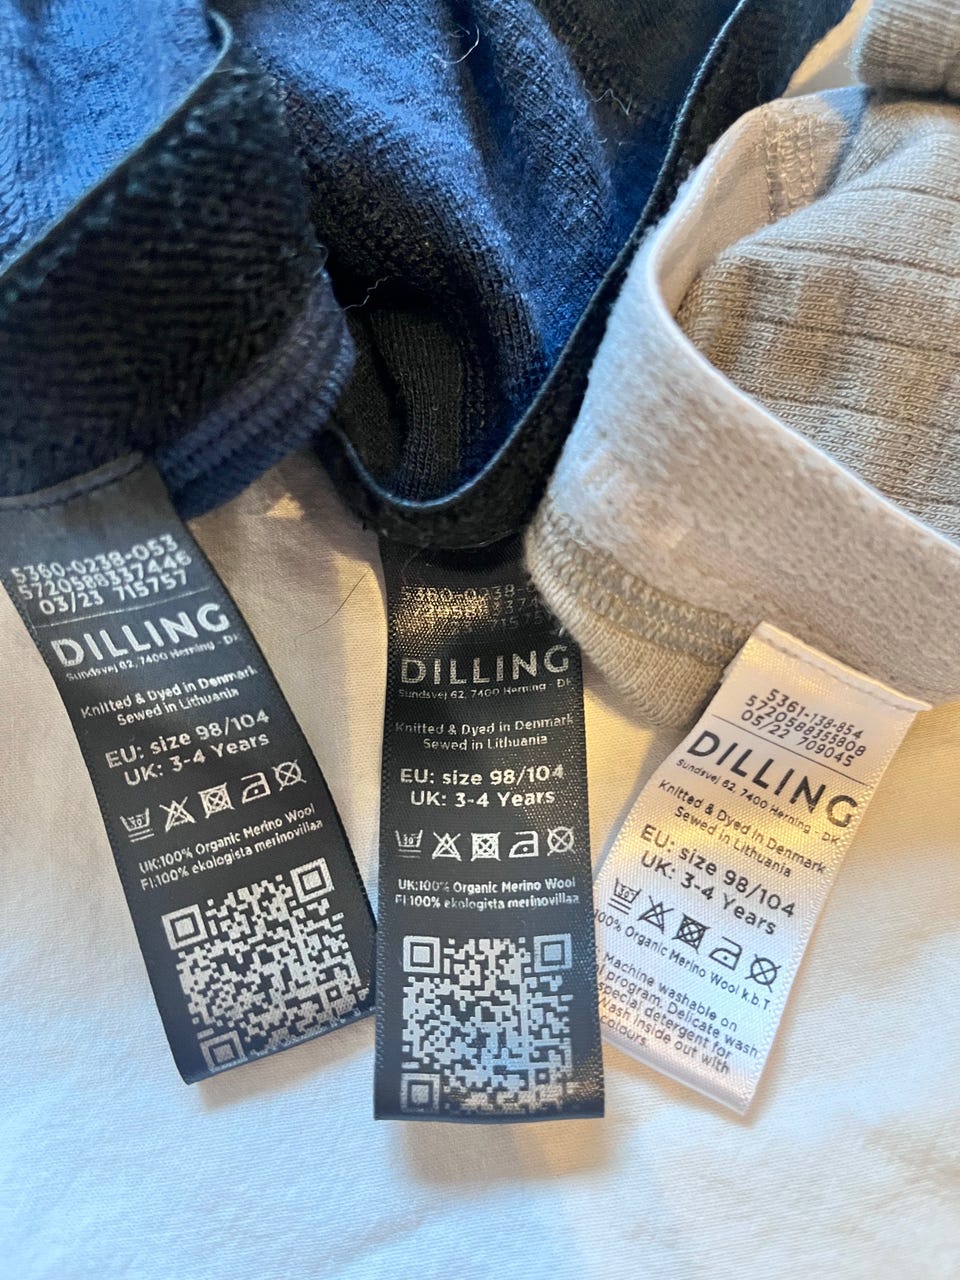 5360-0238-053
5720588337446
03/23 715757
DILLING
Sundsvej 62, 7400 Herning - DK
Knitted & Dyed in Denmark
Sewed in Lithuania
EU: size 98/104
UK: 3-4 Years
30
UK:100% Organic Merino Wool
FI:100% ekologista merinovillaa
DILLING
Sundsvej 62, 7400 Herning - DK
Knitted & Dyed in Denmark
Sewed in Lithuania
EU: size 98/104
UK: 3-4 Years
30
UK:100% Organic Merino Wool
FI:100% ekologista merinovillaa
5361-138-854
5720588355808
05/22 709045
DILLING
Sundsvej 62, 7400 Herning - DK
Knitted & Dyed in Denmark
Sewed in Lithuania
EU: size 98/104
UK: 3-4 Years
30
100% Organic Merino Wool k.b.T.
Machine washable on
program. Delicate wash
special detergent for
Wash inside out with
colours.